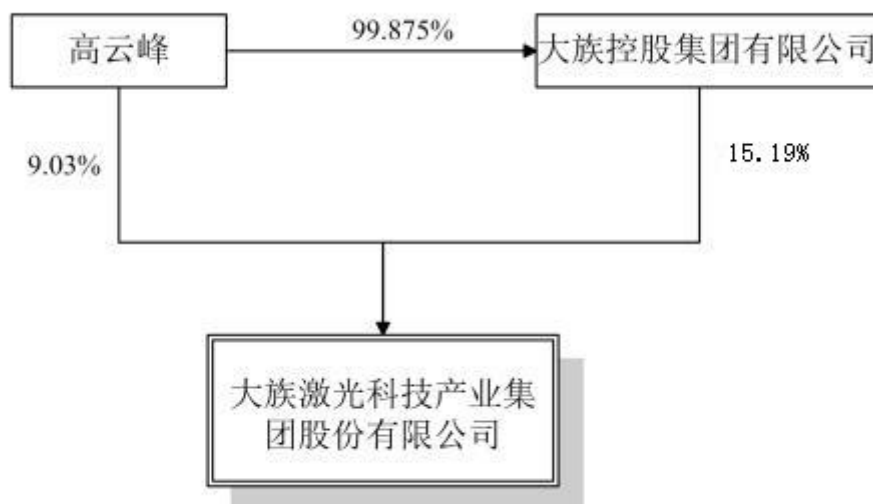 高云峰
99.875%
大族控股集团有限公司
9.03%
15.19%
大族激光科技产业集
团股份有限公司